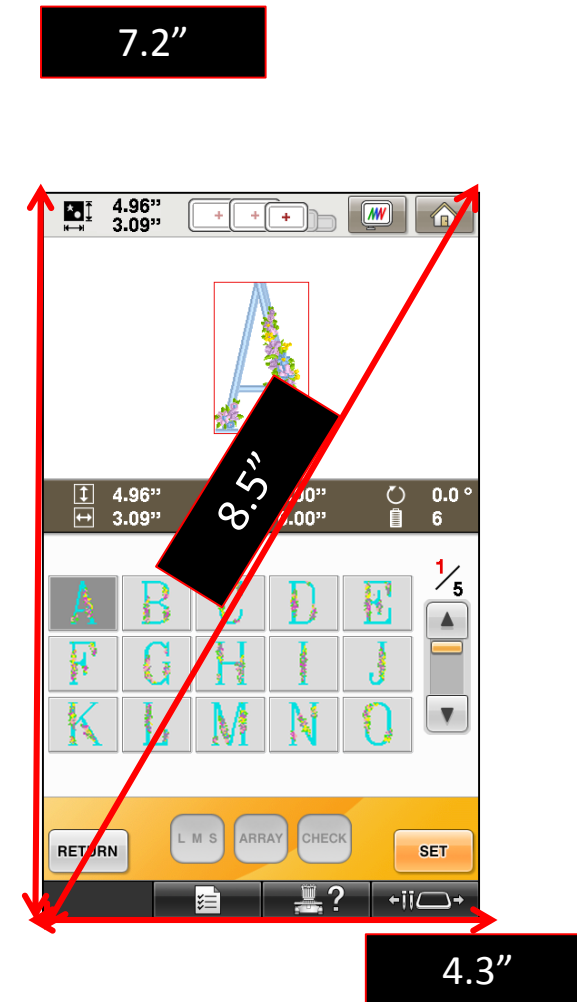 7.2”
4.96”
3.09”
8.5”
4.96” .00”
3.09” .00”
0.0 °
6
1/5
A B C D E
F G H I J
K L M N O
L M S ARRAY CHECK
RETURN SET
?
4.3”